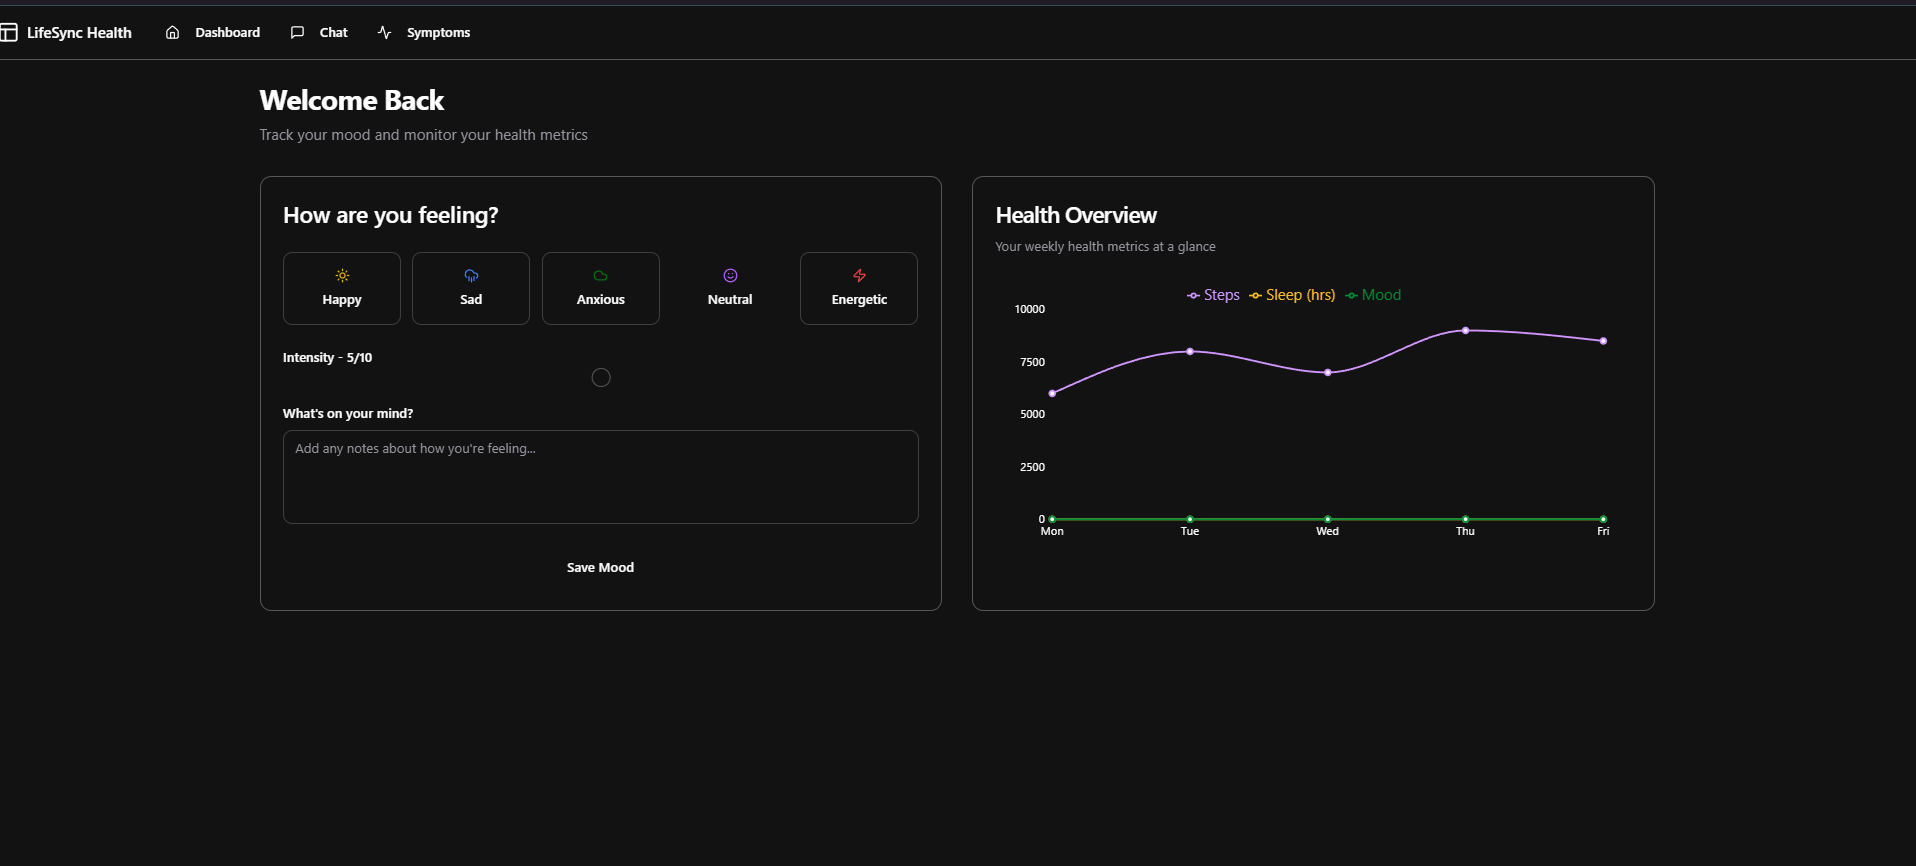 LifeSync Health Dashboard Chat Symptoms
Welcome Back
Track your mood and monitor your health metrics
How are you feeling?
Happy Sad Anxious Neutral Energetic
Intensity - 5/10
What's on your mind?
Add any notes about how you're feeling...
Save Mood
Health Overview
Your weekly health metrics at a glance
Steps Sleep (hrs) Mood
10000
7500
5000
2500
0
Mon Tue Wed Thu Fri